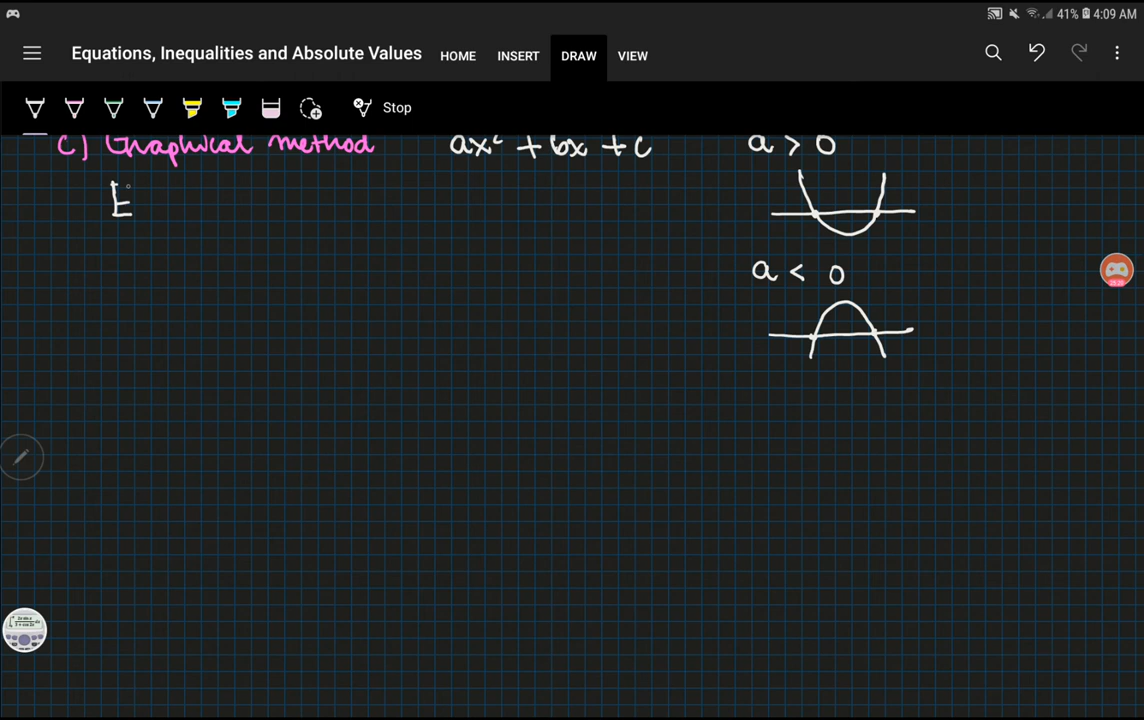 41% 4:09 AM
Equations, Inequalities and Absolute Values HOME INSERT DRAW VIEW
Stop
c) Graphical method ax² + bx + c a > 0
E
a < 0